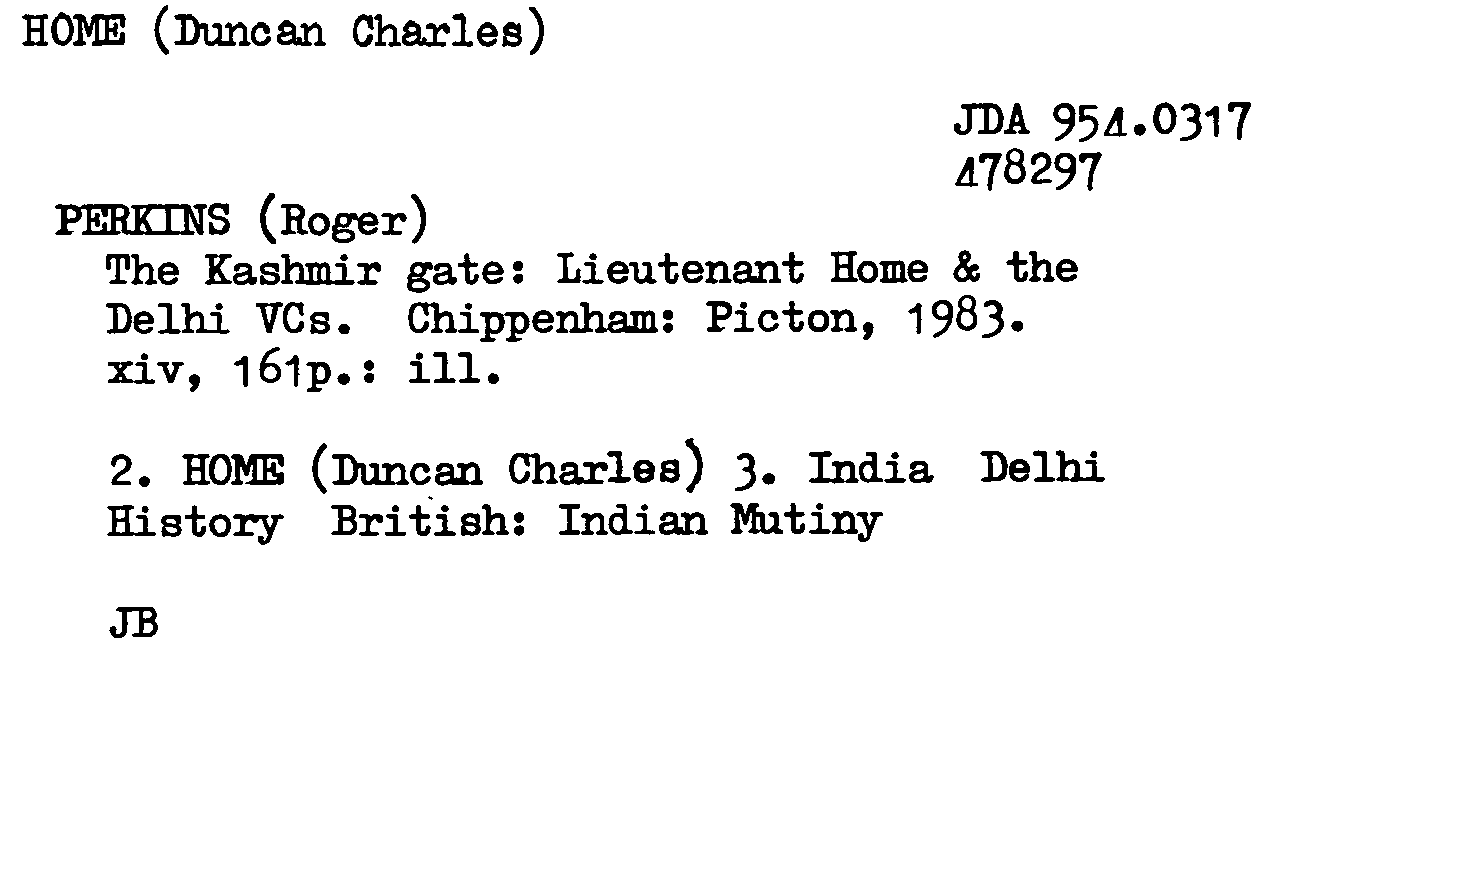 HOME (Duncan Charles)
JDA 954.0317
478297
PERKINS (Roger)
The Kashmir gate: Lieutenant Home & the
Delhi VCs. Chippenham: Picton, 1983.
xiv, 161p.: ill.
2. HOME (Duncan Charles) 3. India Delhi
History British: Indian Mutiny
JB